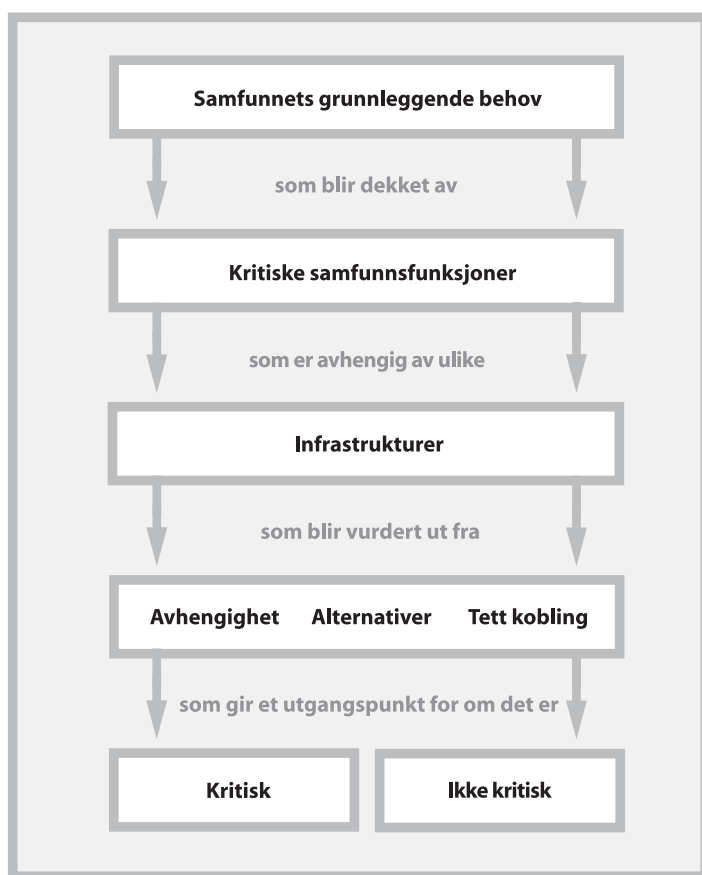 Samfunnets grunnleggende behov
som blir dekket av
Kritiske samfunnsfunksjoner
som er avhengig av ulike
Infrastrukturer
som blir vurdert ut fra
Avhengighet Alternativer Tett kobling
som gir et utgangspunkt for om det er
Kritisk Ikke kritisk